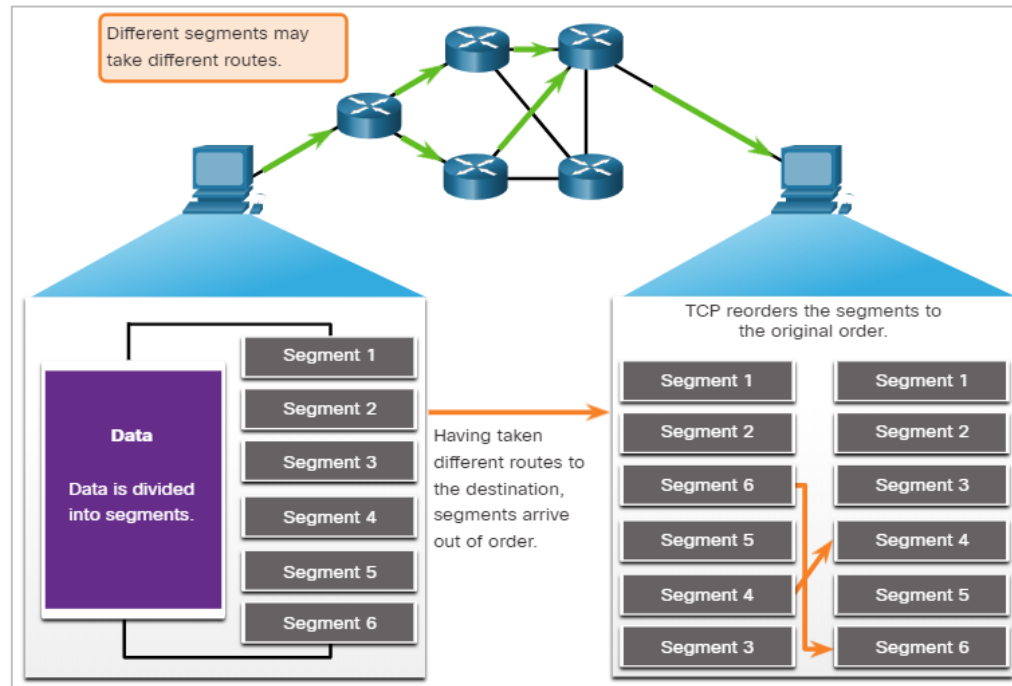 Different segments may
take different routes.
Data
Data is divided
into segments.
Segment 1
Segment 2
Segment 3
Segment 4
Segment 5
Segment 6
Having taken
different routes to
the destination,
segments arrive
out of order.
TCP reorders the segments to
the original order.
Segment 1
Segment 2
Segment 6
Segment 5
Segment 4
Segment 3
Segment 1
Segment 2
Segment 3
Segment 4
Segment 5
Segment 6